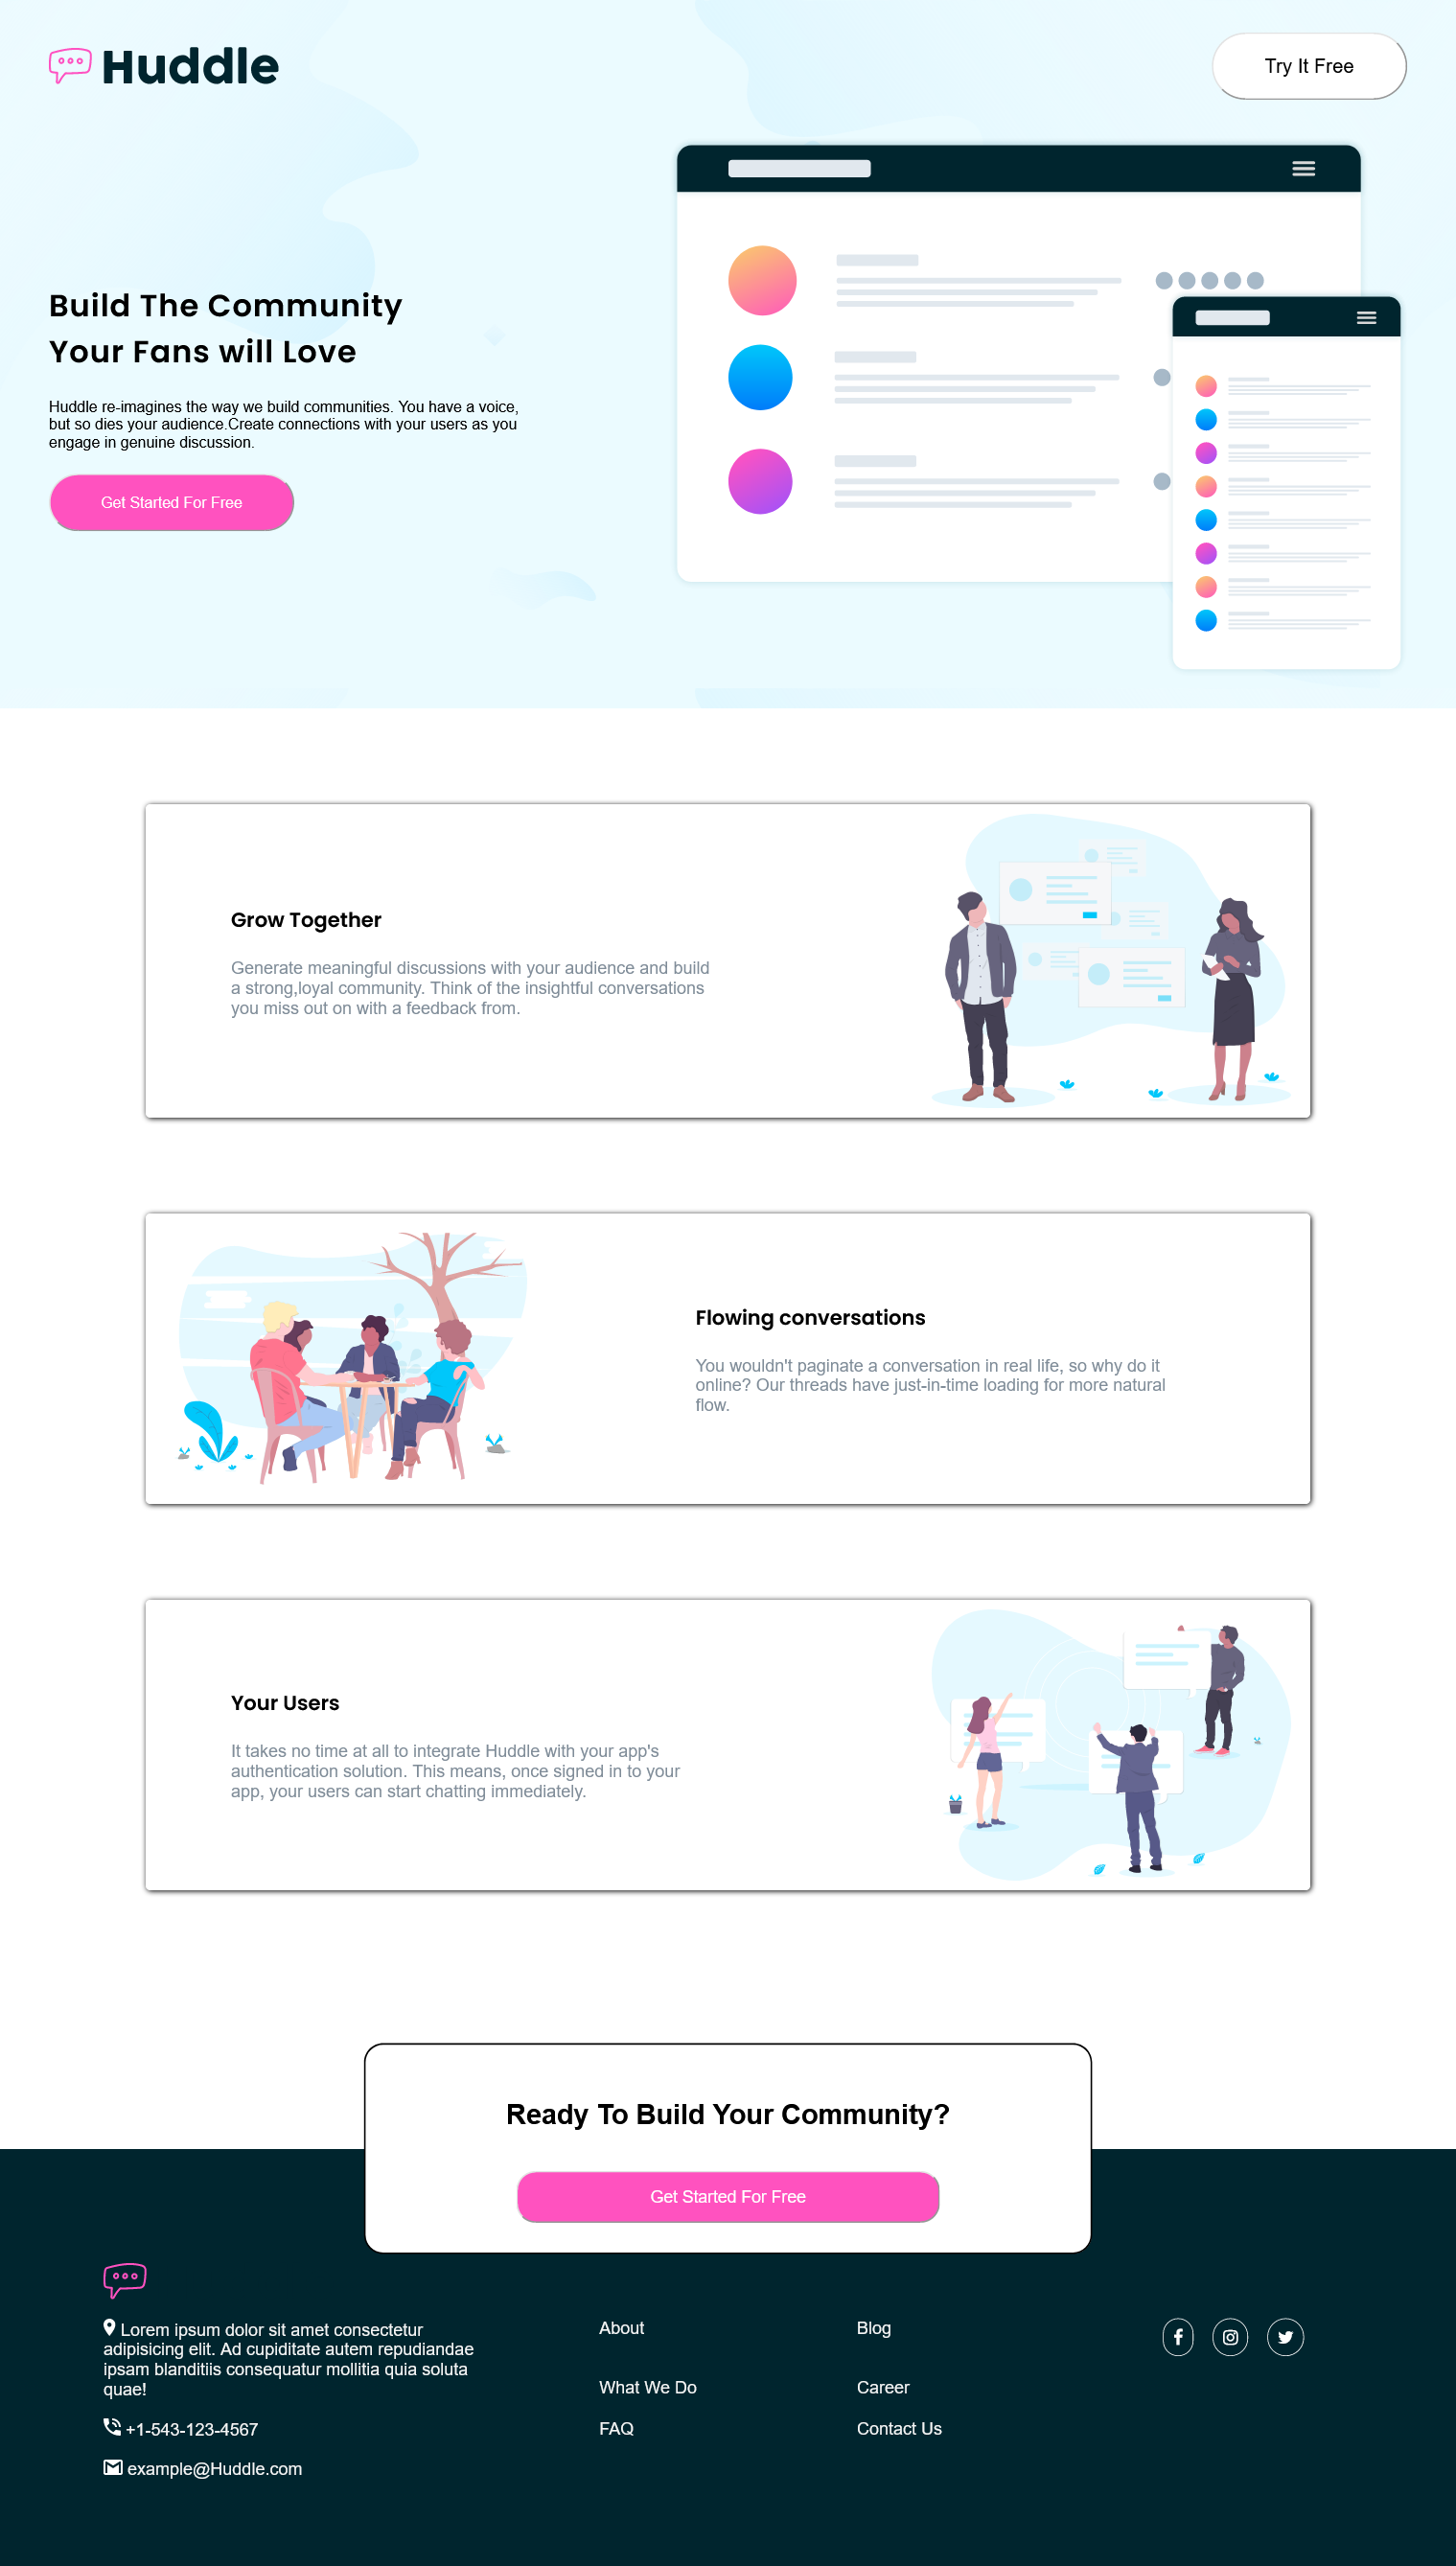 Huddle
Try It Free
Build The Community
Your Fans will Love
Huddle re-imagines the way we build communities. You have a voice,
but so dies your audience.Create connections with your users as you
engage in genuine discussion.
Get Started For Free
Grow Together
Generate meaningful discussions with your audience and build
a strong,loyal community. Think of the insightful conversations
you miss out on with a feedback from.
Flowing conversations
You wouldn't paginate a conversation in real life, so why do it
online? Our threads have just-in-time loading for more natural
flow.
Your Users
It takes no time at all to integrate Huddle with your app's
authentication solution. This means, once signed in to your
app, your users can start chatting immediately.
Ready To Build Your Community?
Get Started For Free
Lorem ipsum dolor sit amet consectetur
adipisicing elit. Ad cupiditate autem repudiandae
ipsam blanditiis consequatur mollitia quia soluta
quae!
+1-543-123-4567
example@Huddle.com
About
What We Do
FAQ
Blog
Career
Contact Us